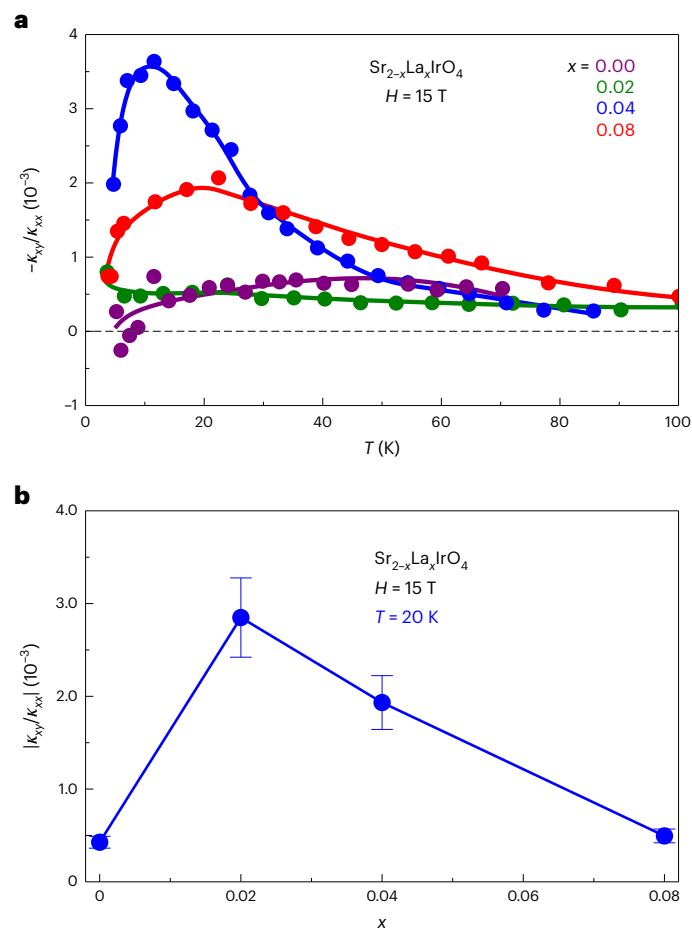 a
4
3
2
1
0
−1
−κxy/κxx (10−3)
Sr2−xLaxIrO4
H = 15 T
x = 0.00
0.02
0.04
0.08
0 20 40 60 80 100
T (K)
b
4.0
3.0
2.0
1.0
0
|κxy/κxx| (10−3)
Sr2−xLaxIrO4
H = 15 T
T = 20 K
0 0.02 0.04 0.06 0.08
x